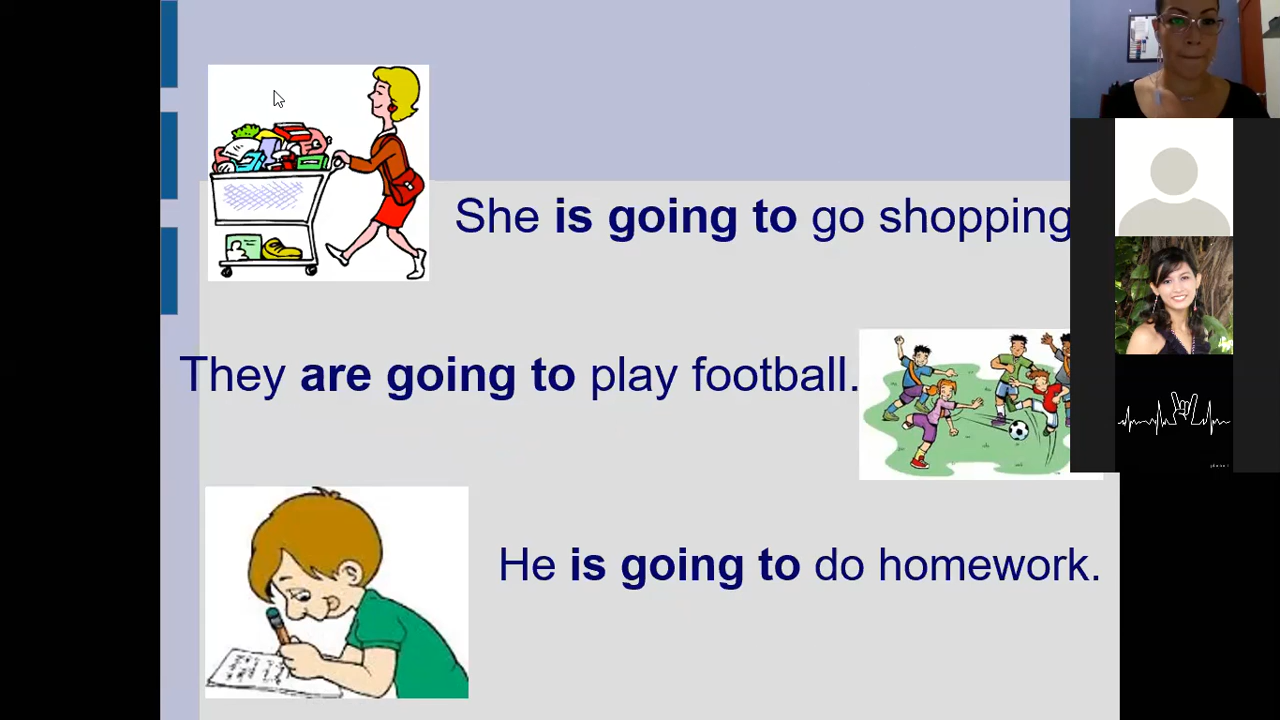 She is going to go shopping
They are going to play football.
He is going to do homework.